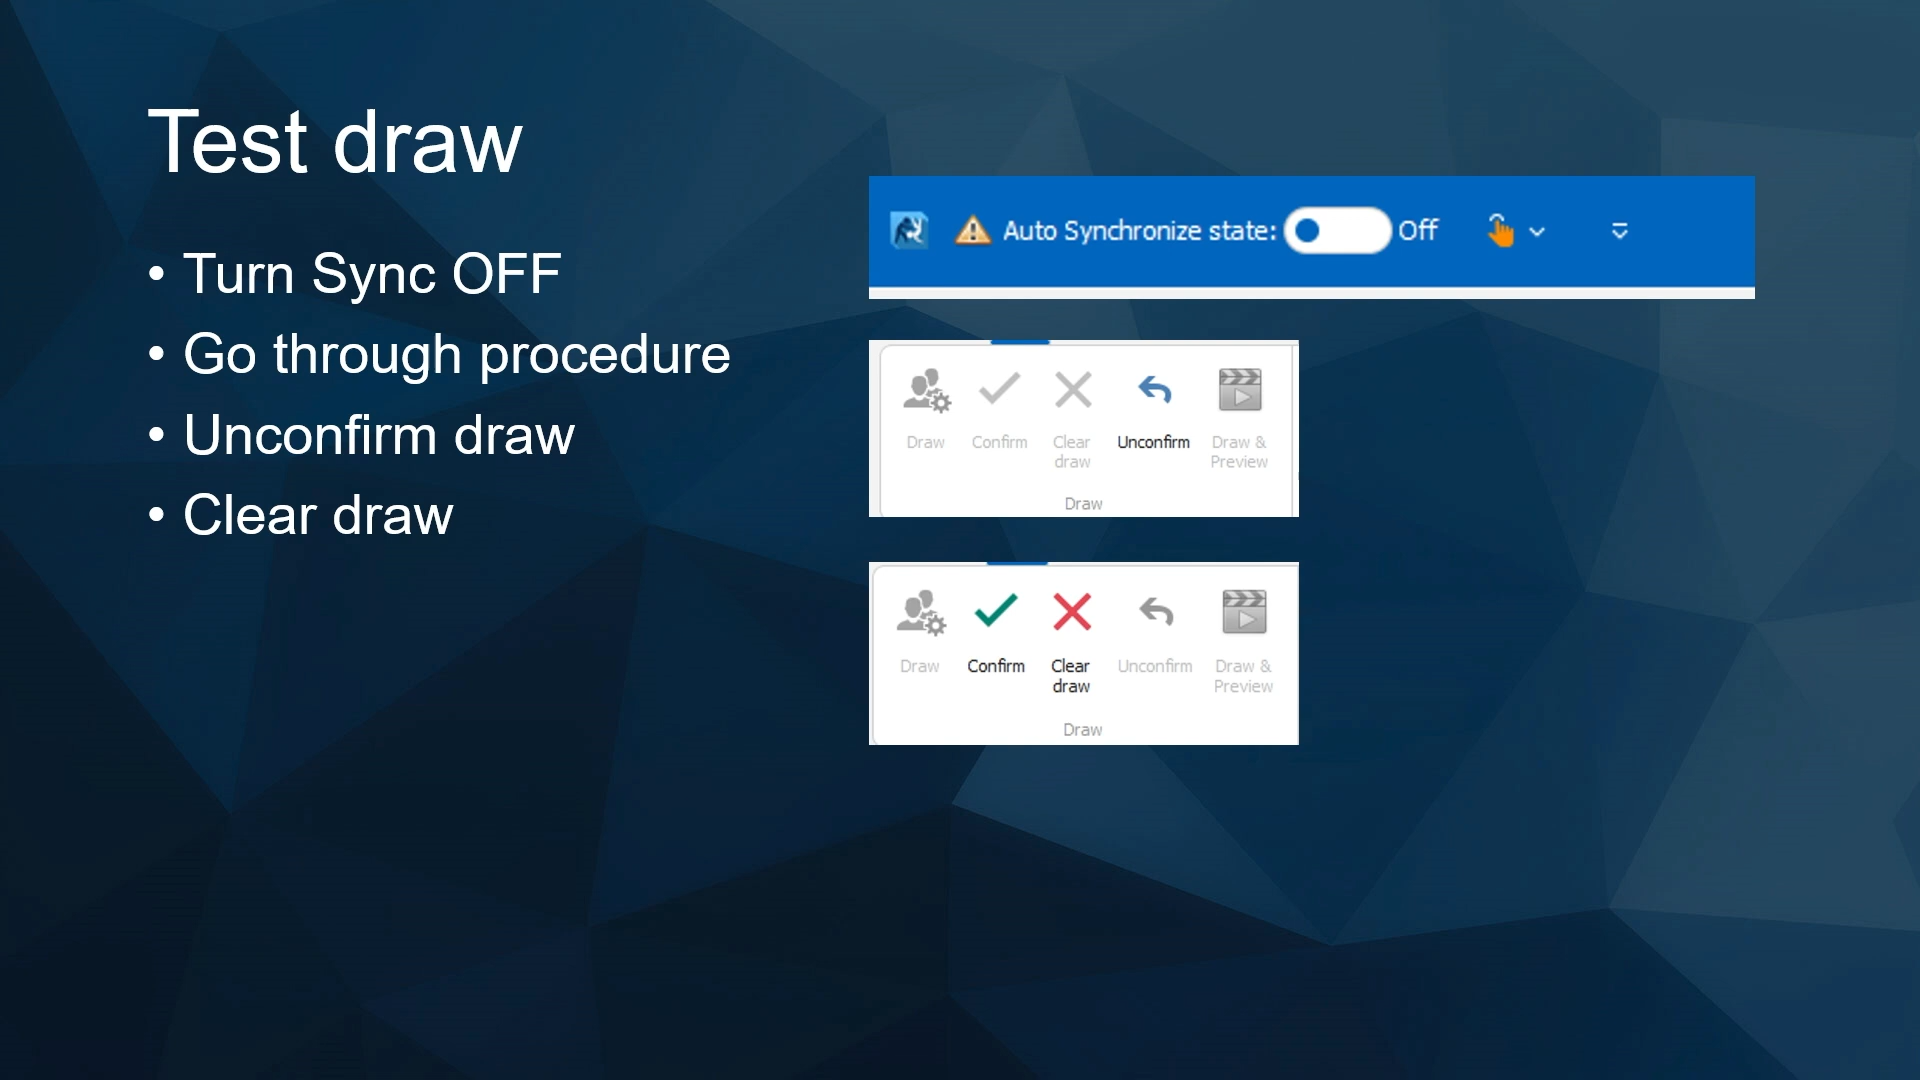 Test draw
• Turn Sync OFF
• Go through procedure
• Unconfirm draw
• Clear draw
Auto Synchronize state: Off
Draw Confirm Clear draw Unconfirm Draw & Preview
Draw
Draw Confirm Clear draw Unconfirm Draw & Preview
Draw